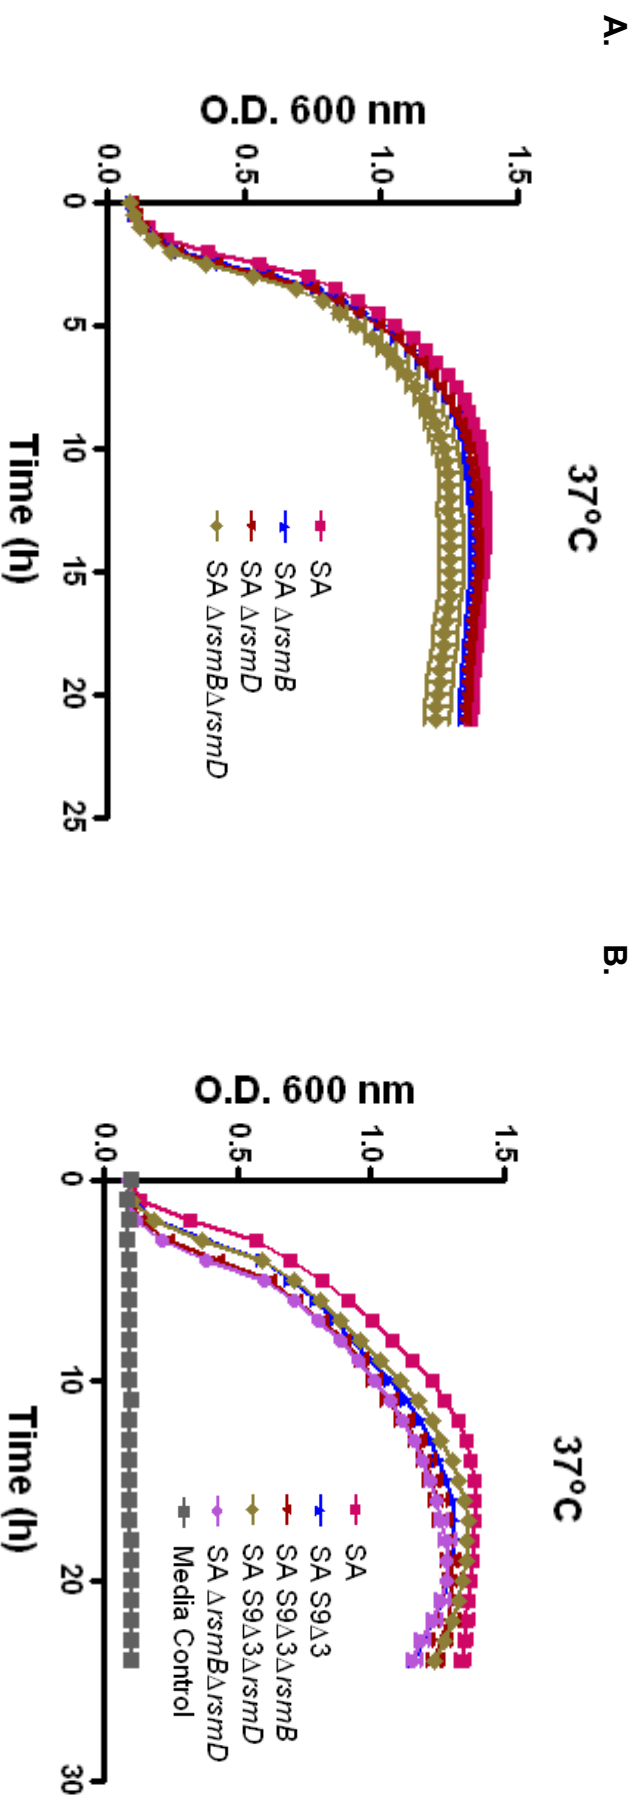 A.
37°C
O.D. 600 nm
1.5
1.0
0.5
0.0
0 5 10 15 20 25
Time (h)
SA
SA ΔrsmB
SA ΔrsmD
SA ΔrsmBΔrsmD
B.
37°C
O.D. 600 nm
1.5
1.0
0.5
0.0
0 10 20 30
Time (h)
SA
SA S9Δ3
SA S9Δ3ΔrsmB
SA S9Δ3ΔrsmD
SA ΔrsmBΔrsmD
Media Control